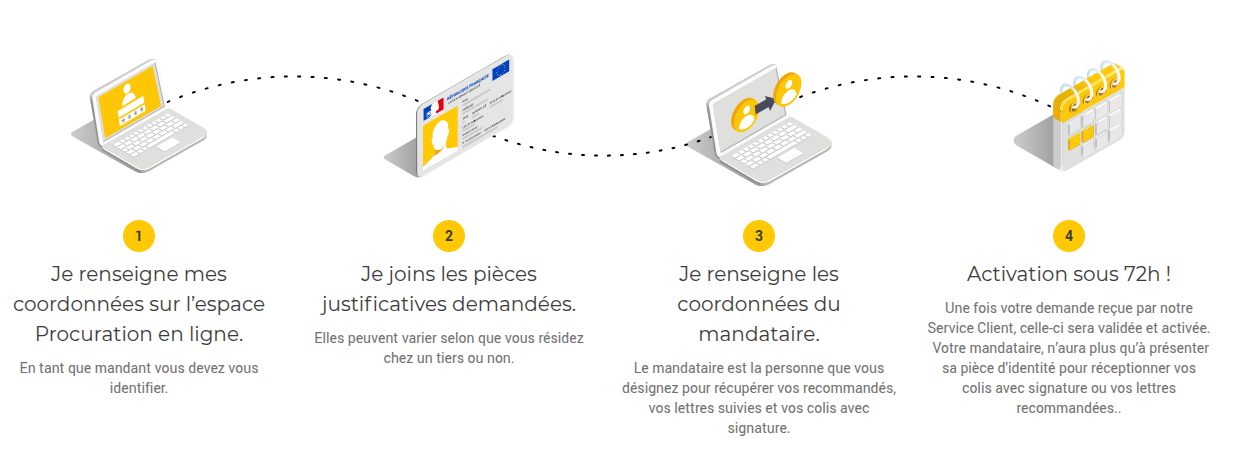 RÉPUBLIQUE FRANÇAISE
1
Je renseigne mes
coordonnées sur l'espace
Procuration en ligne.
En tant que mandant vous devez vous
identifier.
2
Je joins les pièces
justificatives demandées.
Elles peuvent varier selon que vous résidez
chez un tiers ou non.
3
Je renseigne les
coordonnées du
mandataire.
Le mandataire est la personne que vous
désignez pour récupérer vos recommandés,
vos lettres suivies et vos colis avec
signature.
4
Activation sous 72h !
Une fois votre demande reçue par notre
Service Client, celle-ci sera validée et activée.
Votre mandataire, n'aura plus qu'à présenter
sa pièce d'identité pour réceptionner vos
colis avec signature ou vos lettres
recommandées..